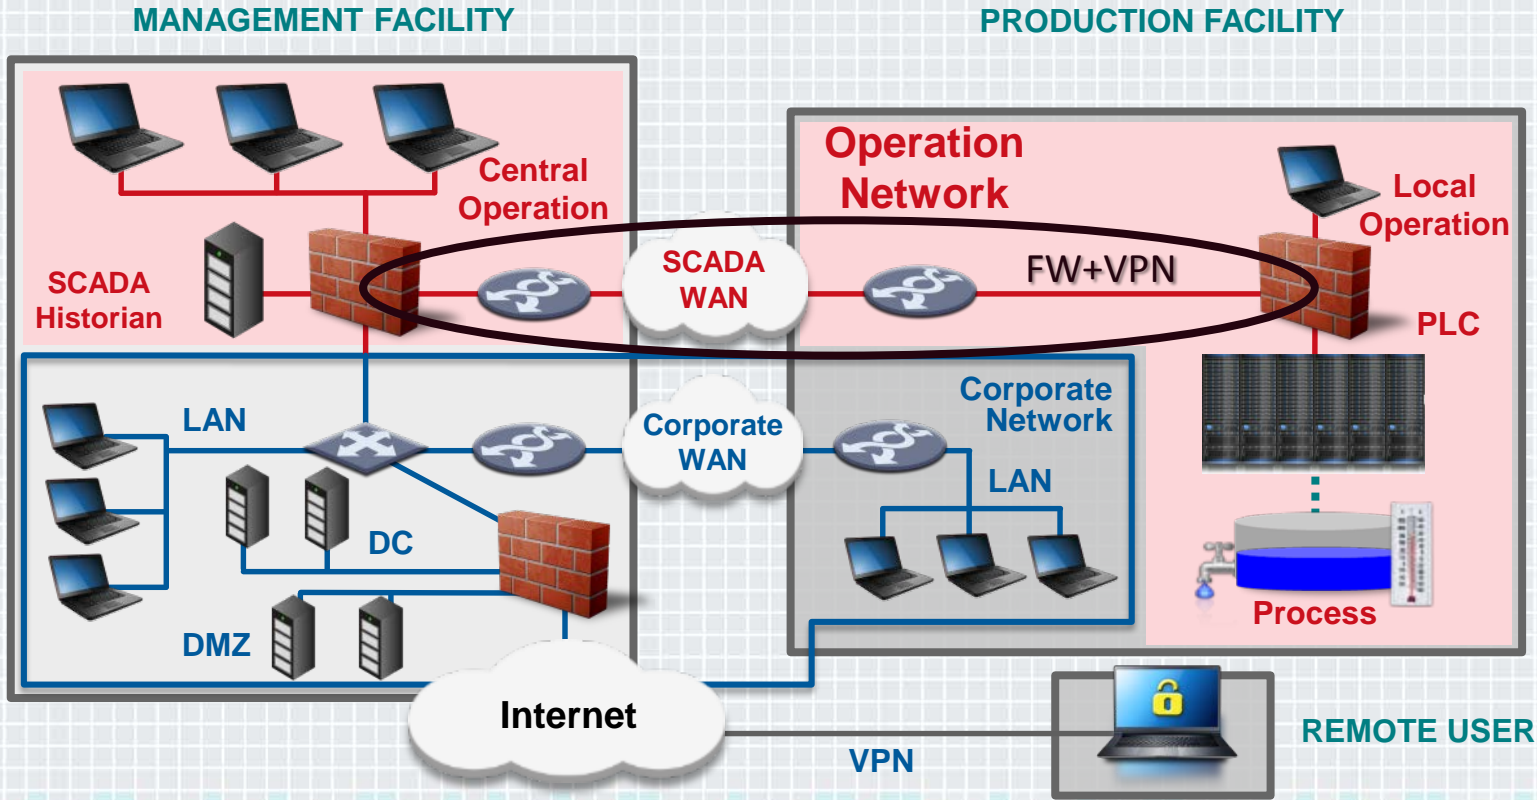 MANAGEMENT FACILITY
PRODUCTION FACILITY
Central
Operation
Operation
Network
Local
Operation
SCADA
Historian
SCADA
WAN
FW+VPN
PLC
LAN
Corporate
WAN
Corporate
Network
LAN
DC
DMZ
Process
Internet
VPN
REMOTE USER